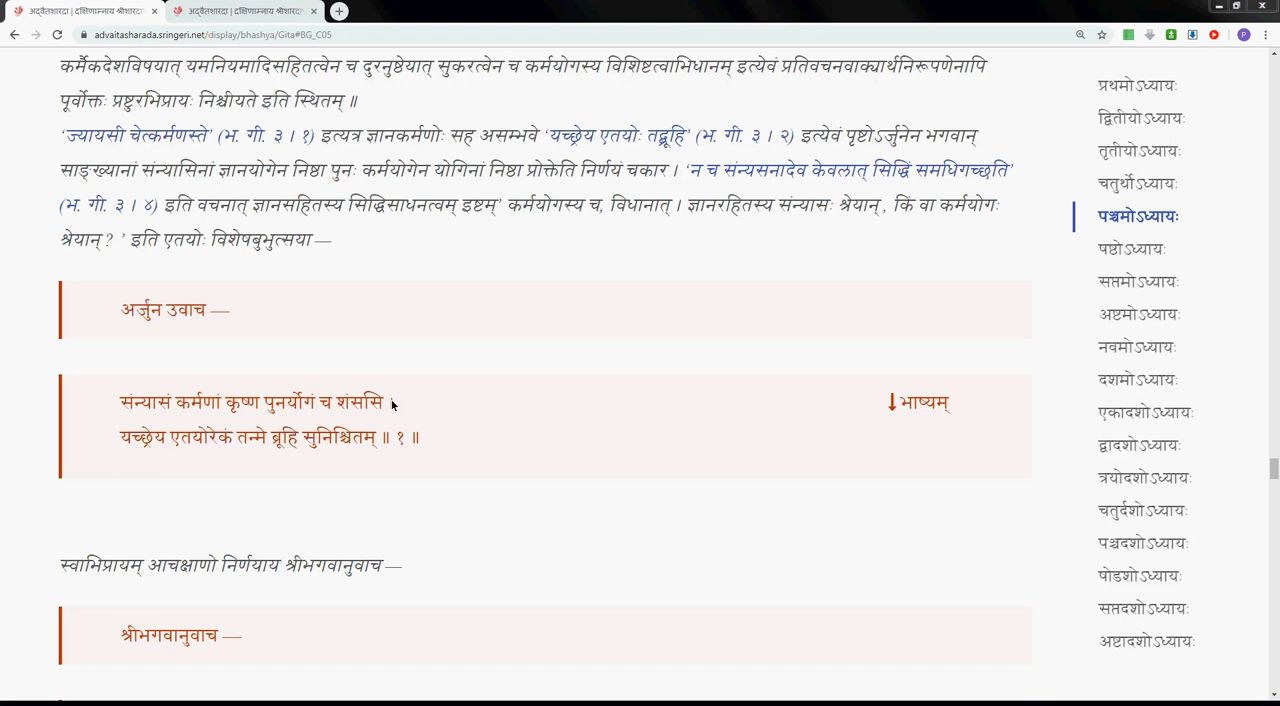 अद्वैतशारदा | दक्षिणाम्नाय श्रीशारदा
अद्वैतशारदा | दक्षिणाम्नाय श्रीशारदा
advaitasharada.sringeri.net/display/bhashya/Gita#BG_C05
P
कर्मैकदेशविषयात् यमनियमादिसहितत्वेन च दुरनुष्ठेयात् सुकरत्वेन च कर्मयोगस्य विशिष्टत्वाभिधानम् इत्येवं प्रतिवचनवाक्यार्थनिरूपणेनापि
पूर्वोक्तः प्रष्टुरभिप्रायः निश्चीयते इति स्थितम् ॥
‘ज्यायसी चेत्कर्मणस्ते’ (भ. गी. ३ । १) इत्यत्र ज्ञानकर्मणोः सह असम्भवे ‘यच्छ्रेय एतयोः तद्ब्रूहि’ (भ. गी. ३ । २) इत्येवं पृष्टोऽर्जुनेन भगवान्
साङ्ख्यानां संन्यासिनां ज्ञानयोगेन निष्ठा पुनः कर्मयोगेन योगिनां निष्ठा प्रोक्तेति निर्णयं चकार । ‘न च संन्यसनादेव केवलात् सिद्धिं समधिगच्छति’
(भ. गी. ३ । ४) इति वचनात् ज्ञानसहितस्य सिद्धिसाधनत्वम् इष्टम्’ कर्मयोगस्य च, विधानात् । ज्ञानरहितस्य संन्यासः श्रेयान् , किं वा कर्मयोगः
श्रेयान् ? ’ इति एतयोः विशेषबुभुत्सया —
अर्जुन उवाच —
संन्यासं कर्मणां कृष्ण पुनर्योगं च शंससि ।
यच्छ्रेय एतयोरेकं तन्मे ब्रूहि सुनिश्चितम् ॥ १ ॥
भाष्यम्
स्वाभिप्रायम् आचक्षाणो निर्णयाय श्रीभगवानुवाच —
श्रीभगवानुवाच —
प्रथमोऽध्यायः
द्वितीयोऽध्यायः
तृतीयोऽध्यायः
चतुर्थोऽध्यायः
पञ्चमोऽध्यायः
षष्ठोऽध्यायः
सप्तमोऽध्यायः
अष्टमोऽध्यायः
नवमोऽध्यायः
दशमोऽध्यायः
एकादशोऽध्यायः
द्वादशोऽध्यायः
त्रयोदशोऽध्यायः
चतुर्दशोऽध्यायः
पञ्चदशोऽध्यायः
षोडशोऽध्यायः
सप्तदशोऽध्यायः
अष्टादशोऽध्यायः